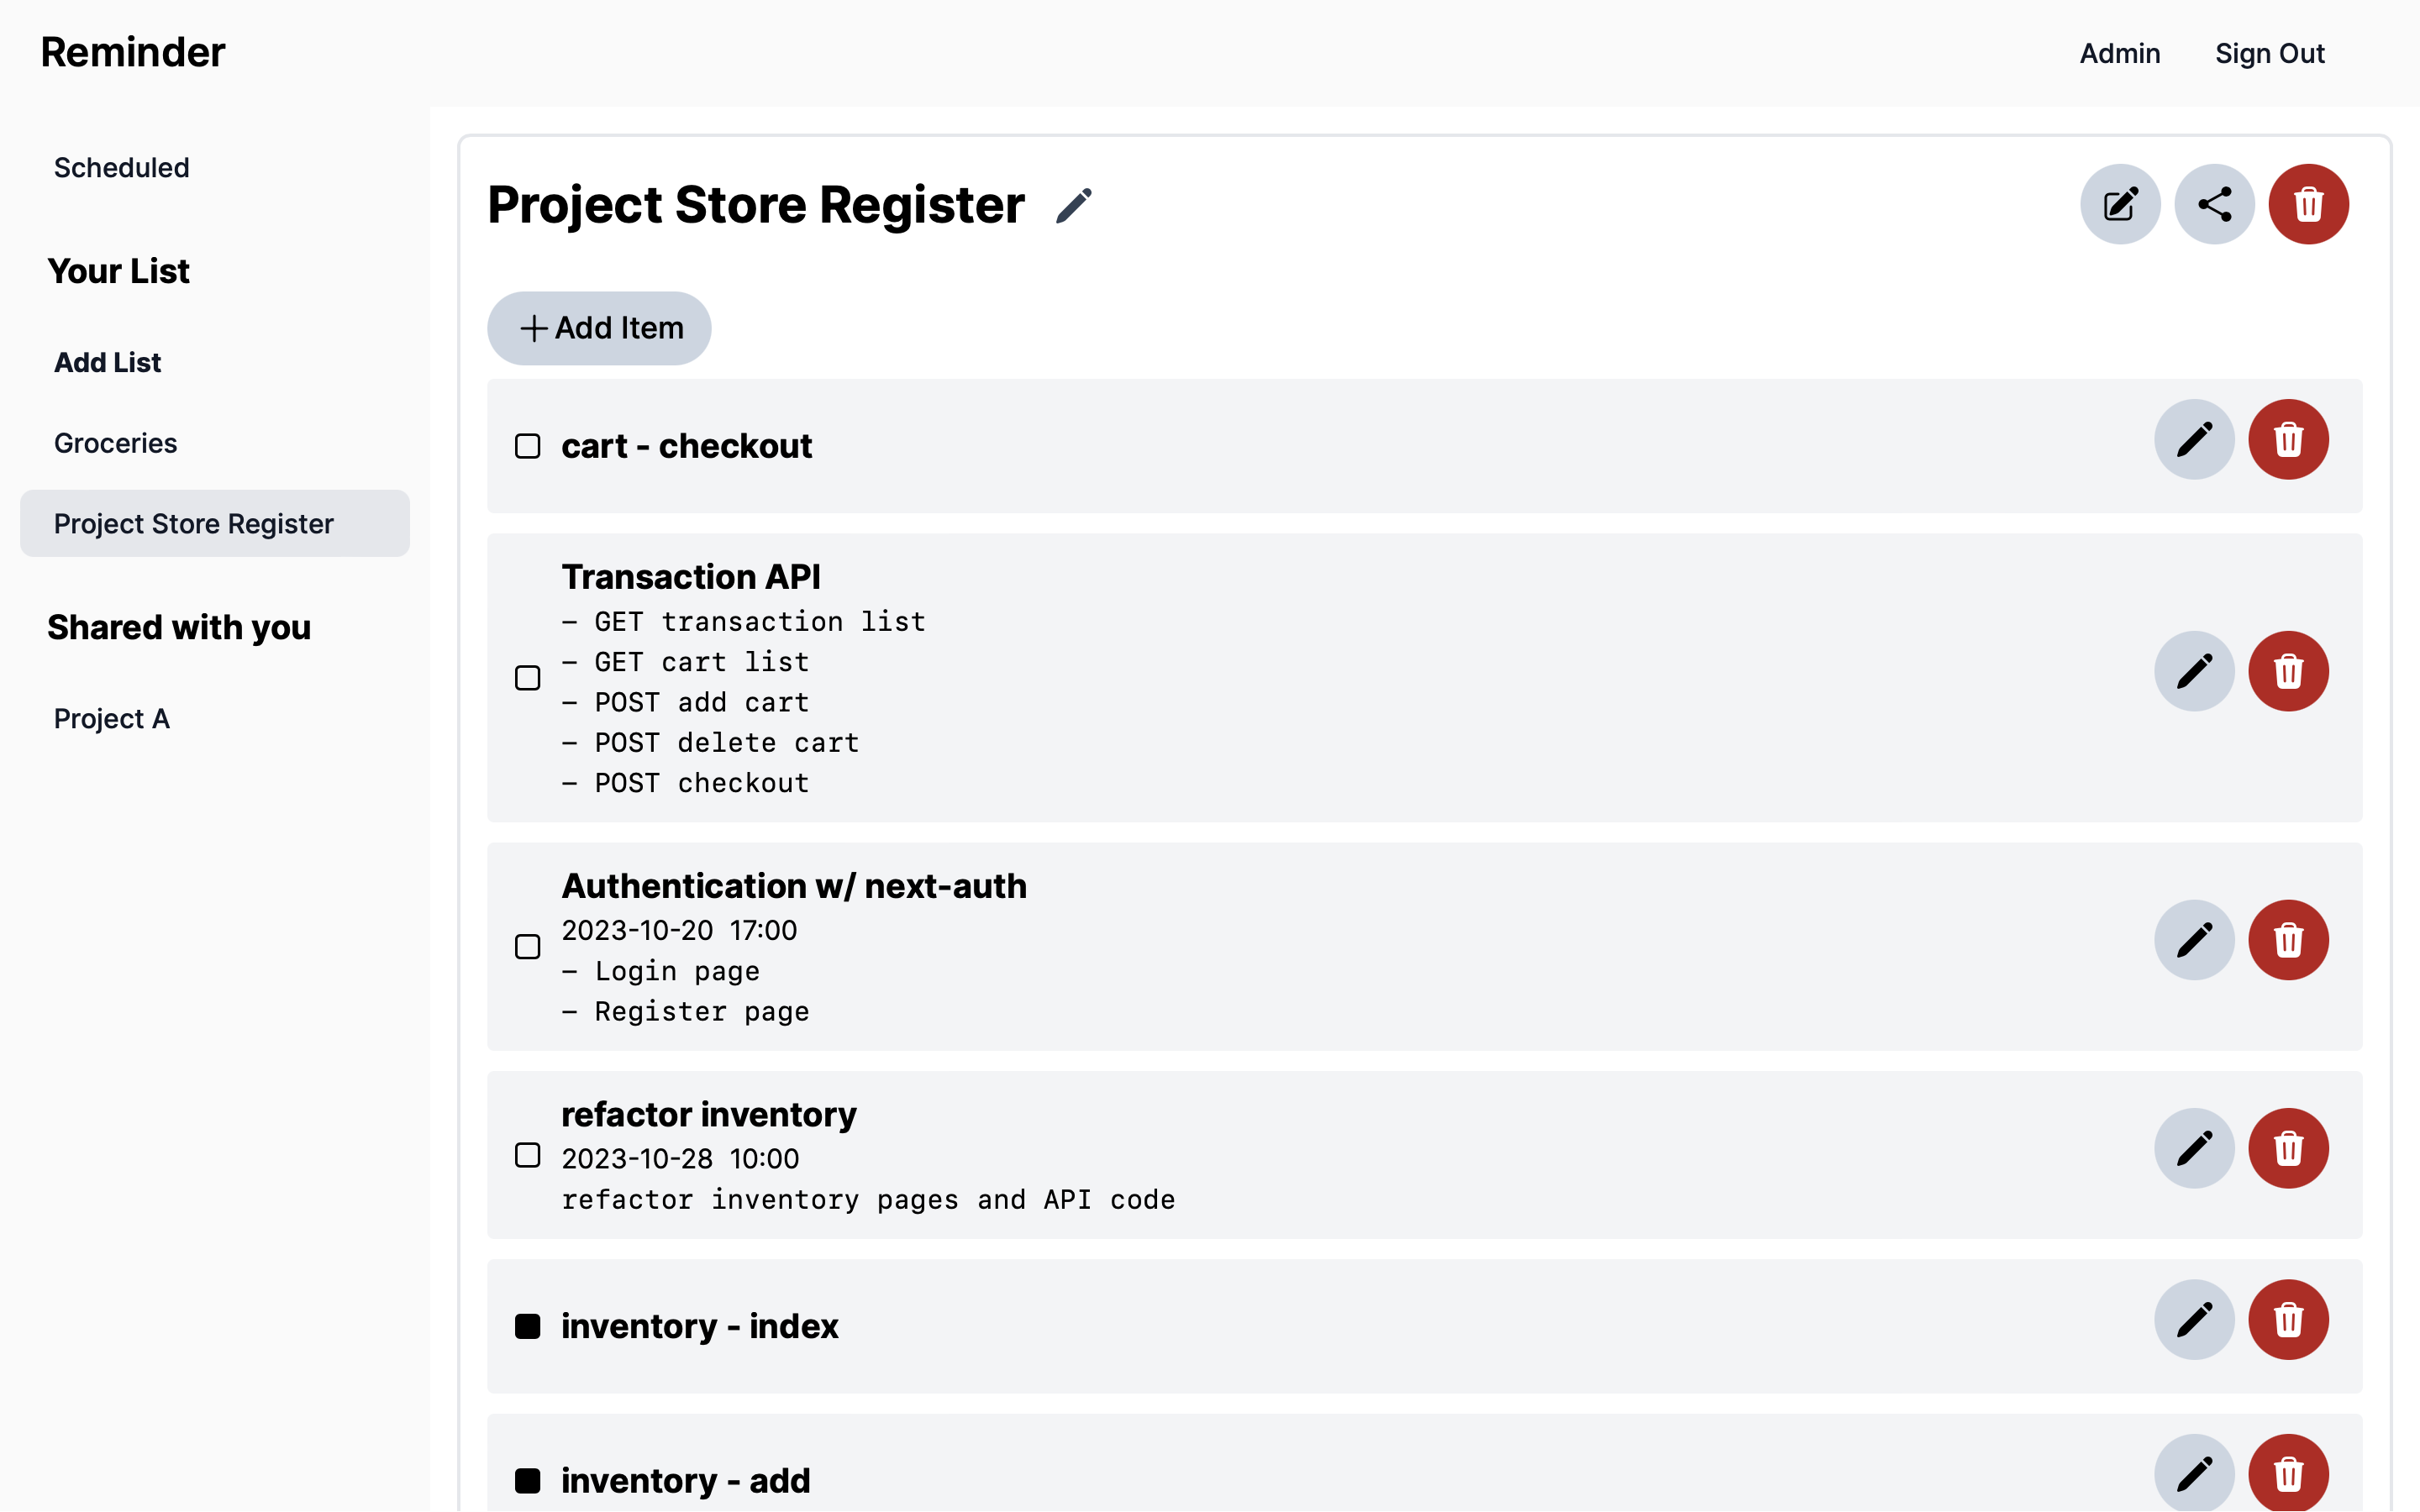 Reminder
Admin
Sign Out
Scheduled
Your List
Add List
Groceries
Project Store Register
Shared with you
Project A
Project Store Register
Add Item
cart - checkout
Transaction API
– GET transaction list
– GET cart list
– POST add cart
– POST delete cart
– POST checkout
Authentication w/ next-auth
2023-10-20 17:00
– Login page
– Register page
refactor inventory
2023-10-28 10:00
refactor inventory pages and API code
inventory - index
inventory - add